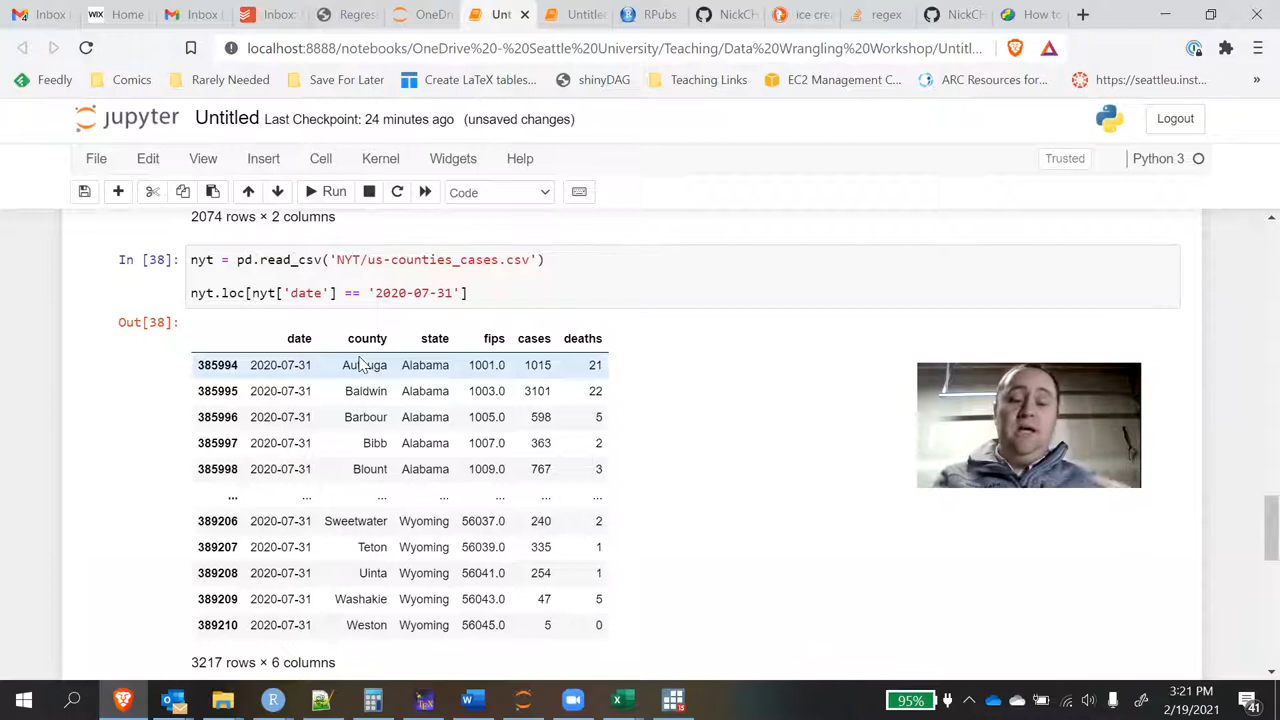 Inbox
Home
Inbox
Inbox:
Regres
OneDr
Unt
Untitled
RPubs
NickCh
ice crea
regex
NickCh
How to
localhost:8888/notebooks/OneDrive%20-%20Seattle%20University/Teaching/Data%20Wrangling%20Workshop/Untitl...
Feedly
Comics
Rarely Needed
Save For Later
Create LaTeX tables...
shinyDAG
Teaching Links
EC2 Management C...
ARC Resources for...
https://seattleu.inst...
jupyter
Untitled Last Checkpoint: 24 minutes ago (unsaved changes)
Logout
File Edit View Insert Cell Kernel Widgets Help
Trusted
Python 3
Run
Code
2074 rows × 2 columns
In [38]: nyt = pd.read_csv('NYT/us-counties_cases.csv')
nyt.loc[nyt['date'] == '2020-07-31']
Out[38]:
date county state fips cases deaths
385994 2020-07-31 Autauga Alabama 1001.0 1015 21
385995 2020-07-31 Baldwin Alabama 1003.0 3101 22
385996 2020-07-31 Barbour Alabama 1005.0 598 5
385997 2020-07-31 Bibb Alabama 1007.0 363 2
385998 2020-07-31 Blount Alabama 1009.0 767 3
... ... ... ... ... ... ...
389206 2020-07-31 Sweetwater Wyoming 56037.0 240 2
389207 2020-07-31 Teton Wyoming 56039.0 335 1
389208 2020-07-31 Uinta Wyoming 56041.0 254 1
389209 2020-07-31 Washakie Wyoming 56043.0 47 5
389210 2020-07-31 Weston Wyoming 56045.0 5 0
3217 rows × 6 columns
95%
3:21 PM
2/19/2021
41